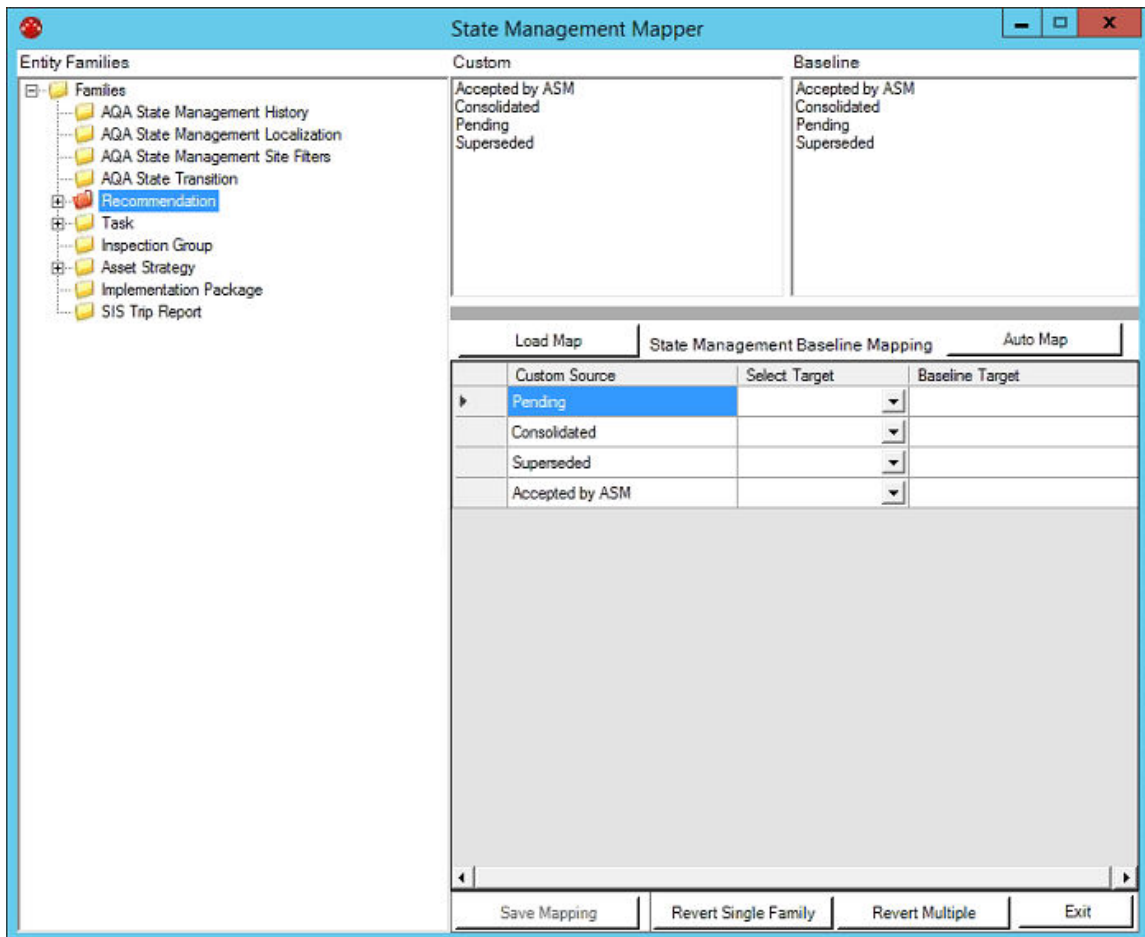 State Management Mapper
Entity Families
Families
AQA State Management History
AQA State Management Localization
AQA State Management Site Filters
AQA State Transition
Recommendation
Task
Inspection Group
Asset Strategy
Implementation Package
SIS Trip Report
Custom
Accepted by ASM
Consolidated
Pending
Superseded
Baseline
Accepted by ASM
Consolidated
Pending
Superseded
Load Map State Management Baseline Mapping Auto Map
Custom Source Select Target Baseline Target
Pending
Consolidated
Superseded
Accepted by ASM
Save Mapping Revert Single Family Revert Multiple Exit